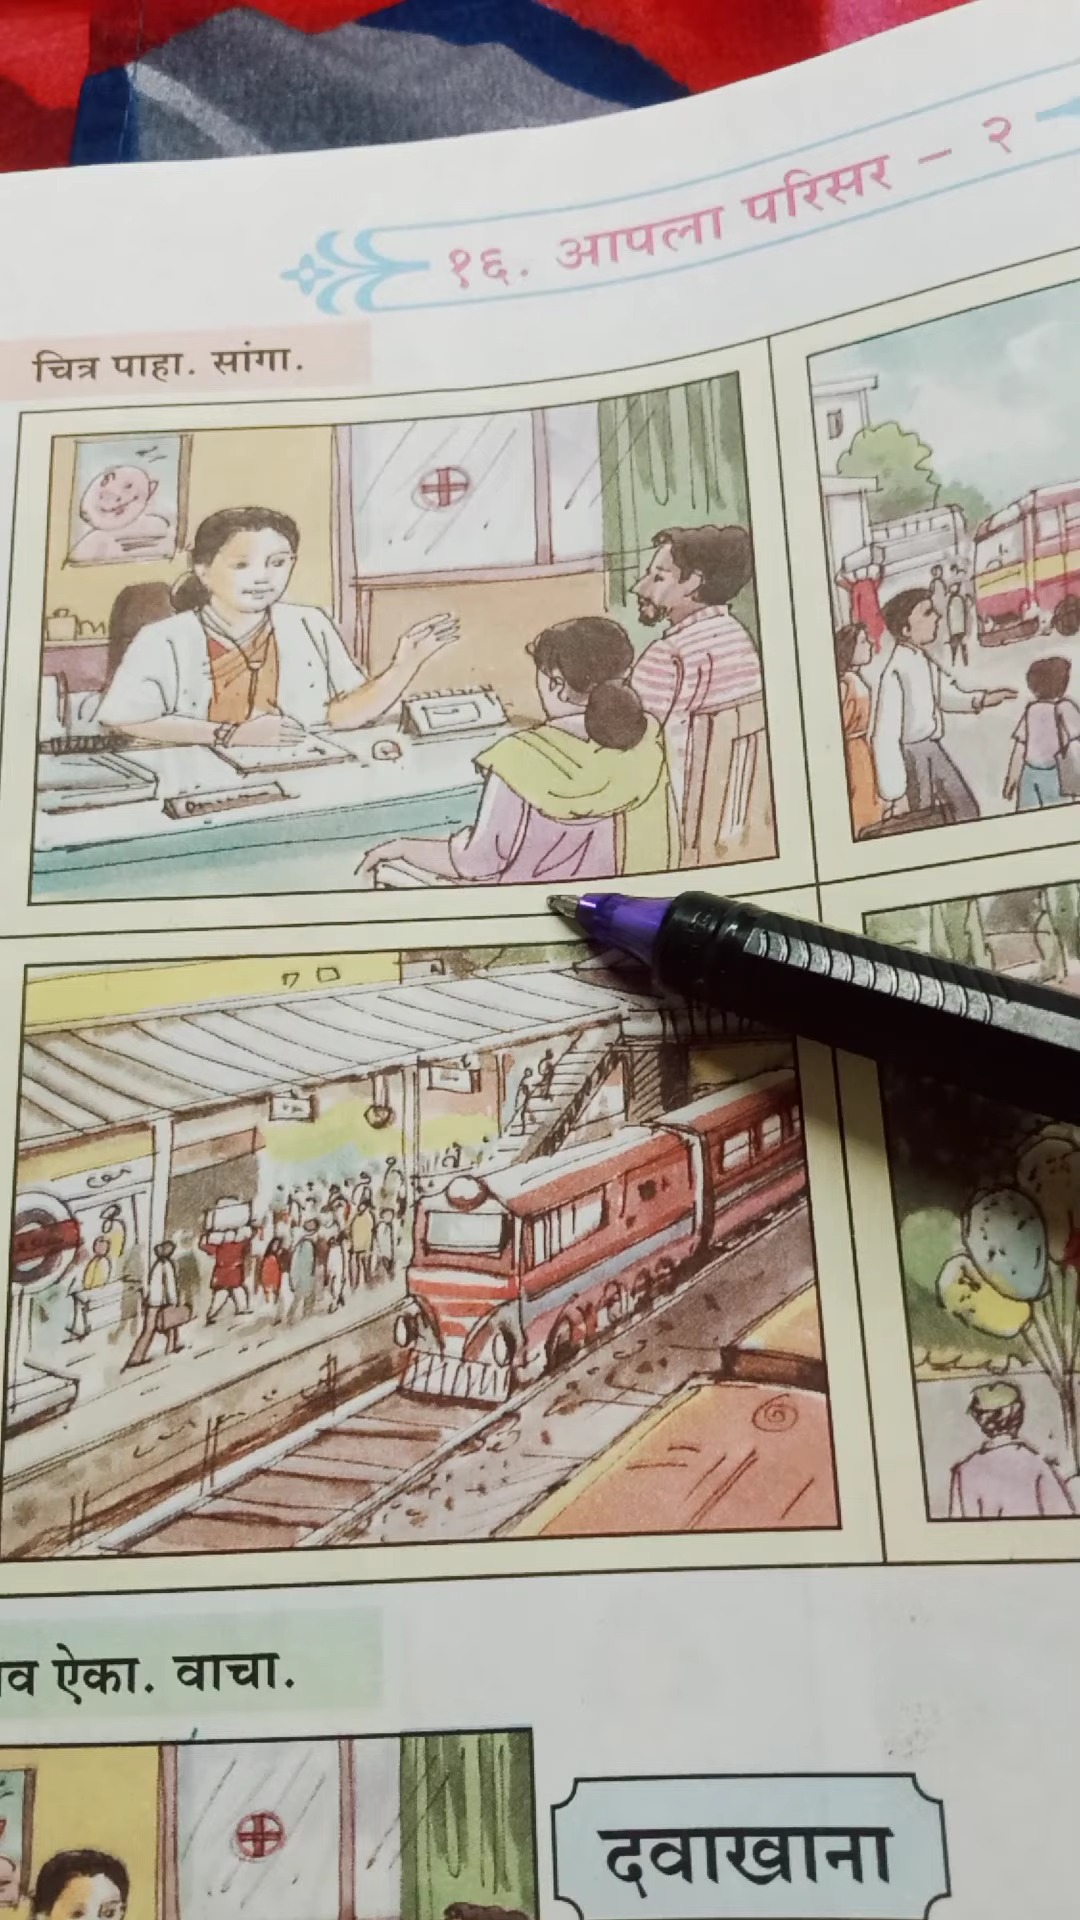 १६. आपला परिसर – २
चित्र पाहा. सांगा.
ऐका. वाचा.
दवाखाना